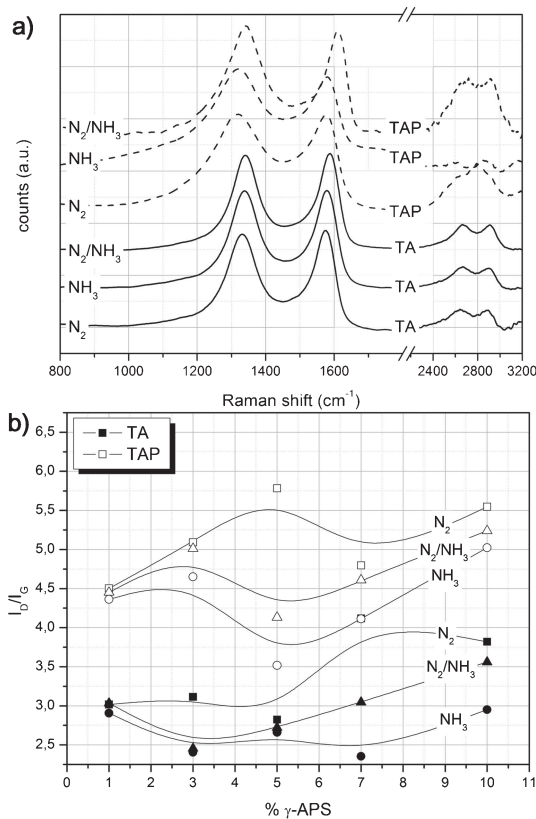 a)
counts (a.u.)
N2/NH3
NH3
N2
N2/NH3
NH3
N2
TAP
TAP
TAP
TA
TA
TA
800 1000 1200 1400 1600 2400 2800 3200
Raman shift (cm-1)
b)
TA
TAP
ID/IG
6,5
6,0
5,5
5,0
4,5
4,0
3,5
3,0
2,5
N2
N2/NH3
NH3
N2
N2/NH3
NH3
0 1 2 3 4 5 6 7 8 9 10 11
% γ-APS